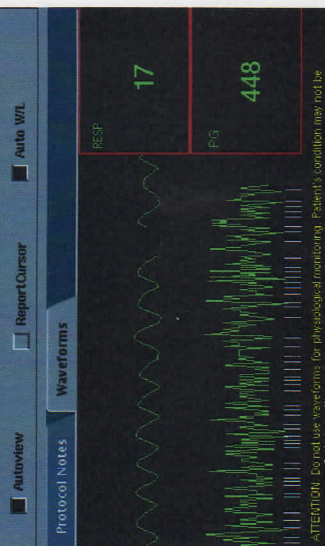 Autoview ReportCursor Auto W/L
Protocol Notes Waveforms
RESP
17
PG
448
ATTENTION: Do not use waveforms for physiological monitoring. Patient's condition may not be